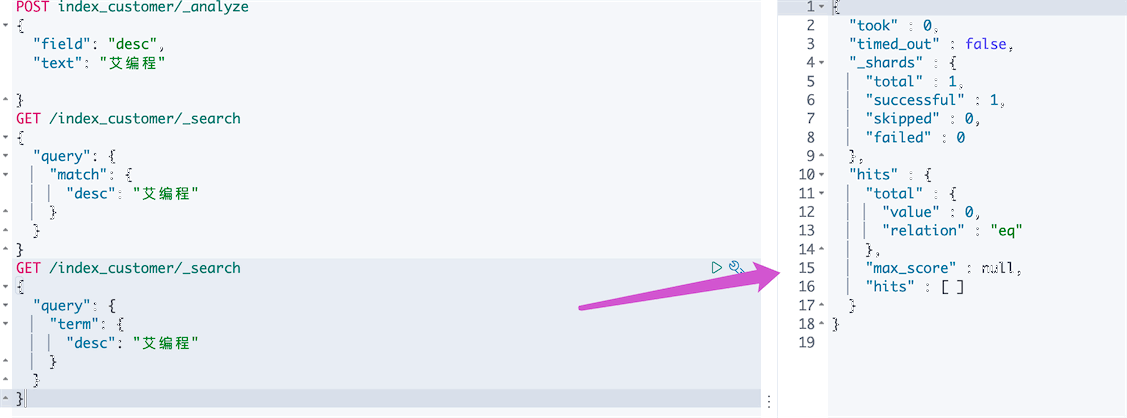 POST index_customer/_analyze
{
"field": "desc",
"text": "艾编程"
}
GET /index_customer/_search
{
"query": {
"match": {
"desc": "艾编程"
}
}
}
GET /index_customer/_search
{
"query": {
"term": {
"desc": "艾编程"
}
}
}
1 {
2 "took" : 0,
3 "timed_out" : false,
4 "_shards" : {
5 "total" : 1,
6 "successful" : 1,
7 "skipped" : 0,
8 "failed" : 0
9 },
10 "hits" : {
11 "total" : {
12 "value" : 0,
13 "relation" : "eq"
14 },
15 "max_score" : null,
16 "hits" : [ ]
17 }
18 }
19